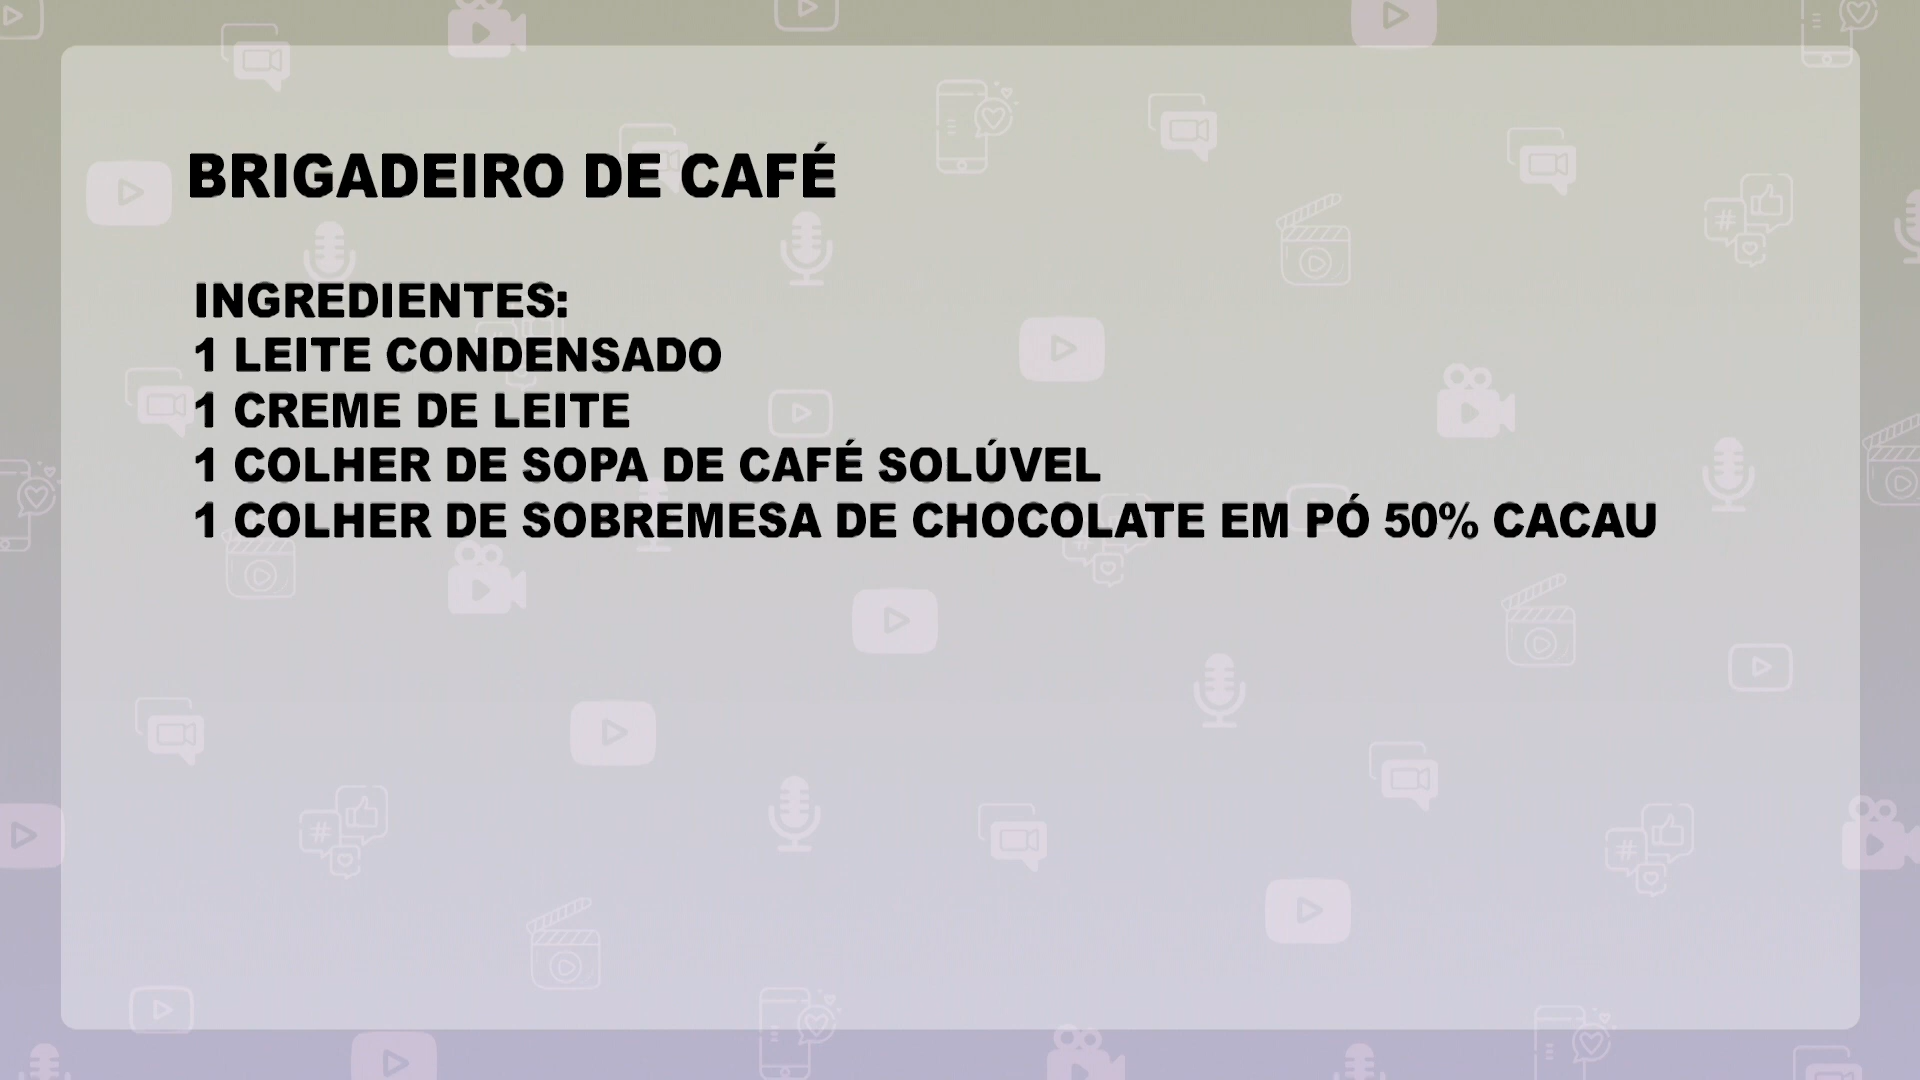 BRIGADEIRO DE CAFÉ
INGREDIENTES:
1 LEITE CONDENSADO
1 CREME DE LEITE
1 COLHER DE SOPA DE CAFÉ SOLÚVEL
1 COLHER DE SOBREMESA DE CHOCOLATE EM PÓ 50% CACAU